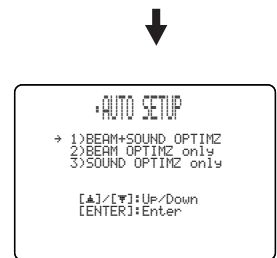 :AUTO SETUP
→ 1)BEAM+SOUND OPTIMZ
2)BEAM OPTIMZ only
3)SOUND OPTIMZ only
[▲]/[▼]:Up/Down
[ENTER]:Enter